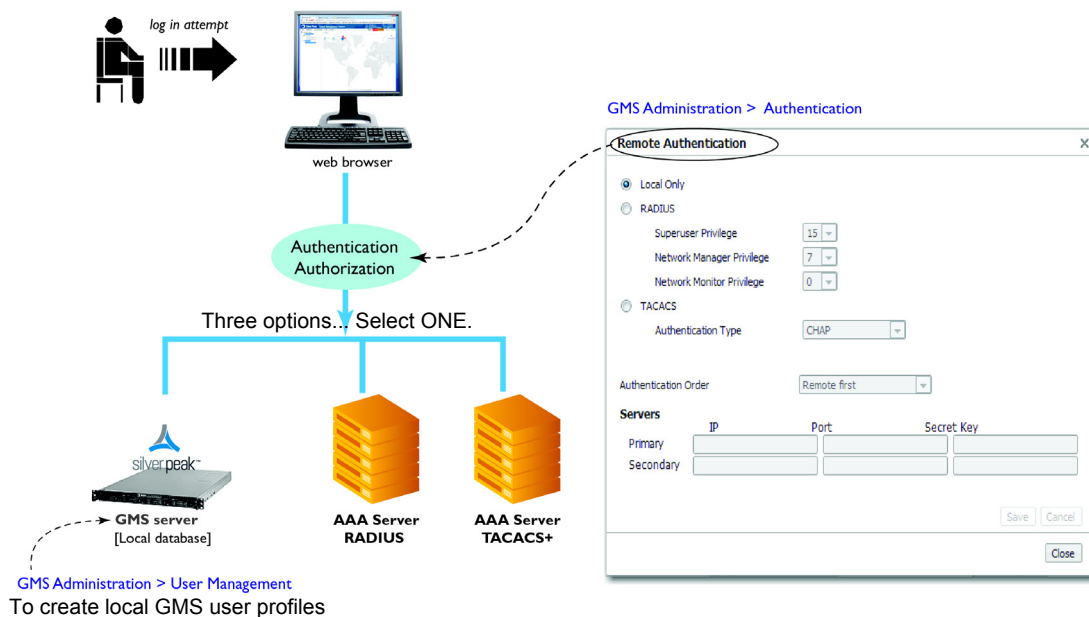 log in attempt
web browser
Authentication
Authorization
Three options... Select ONE.
silver peak™
GMS server
[Local database]
AAA Server
RADIUS
AAA Server
TACACS+
GMS Administration > User Management
To create local GMS user profiles
GMS Administration > Authentication
Remote Authentication X
Local Only
RADIUS
Superuser Privilege 15
Network Manager Privilege 7
Network Monitor Privilege 0
TACACS
Authentication Type CHAP
Authentication Order Remote first
Servers
IP Port Secret Key
Primary
Secondary
Save Cancel
Close